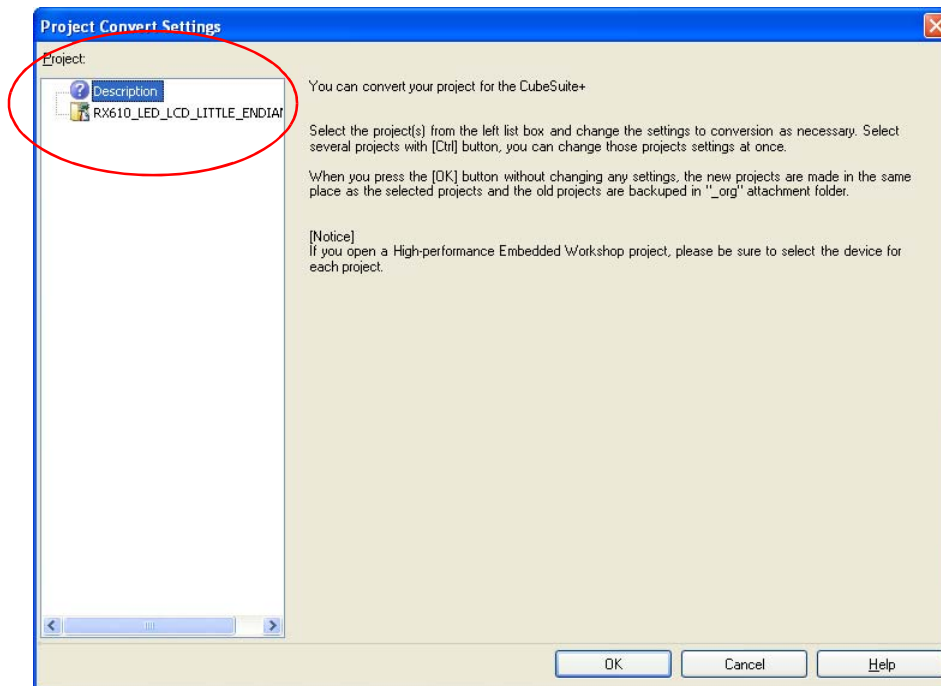 Project Convert Settings
Project:
Description
RX610_LED_LCD_LITTLE_ENDIAN
You can convert your project for the CubeSuite+
Select the project(s) from the left list box and change the settings to conversion as necessary. Select
several projects with [Ctrl] button, you can change those projects settings at once.
When you press the [OK] button without changing any settings, the new projects are made in the same
place as the selected projects and the old projects are backuped in "_org" attachment folder.
[Notice]
If you open a High-performance Embedded Workshop project, please be sure to select the device for
each project.
OK
Cancel
Help